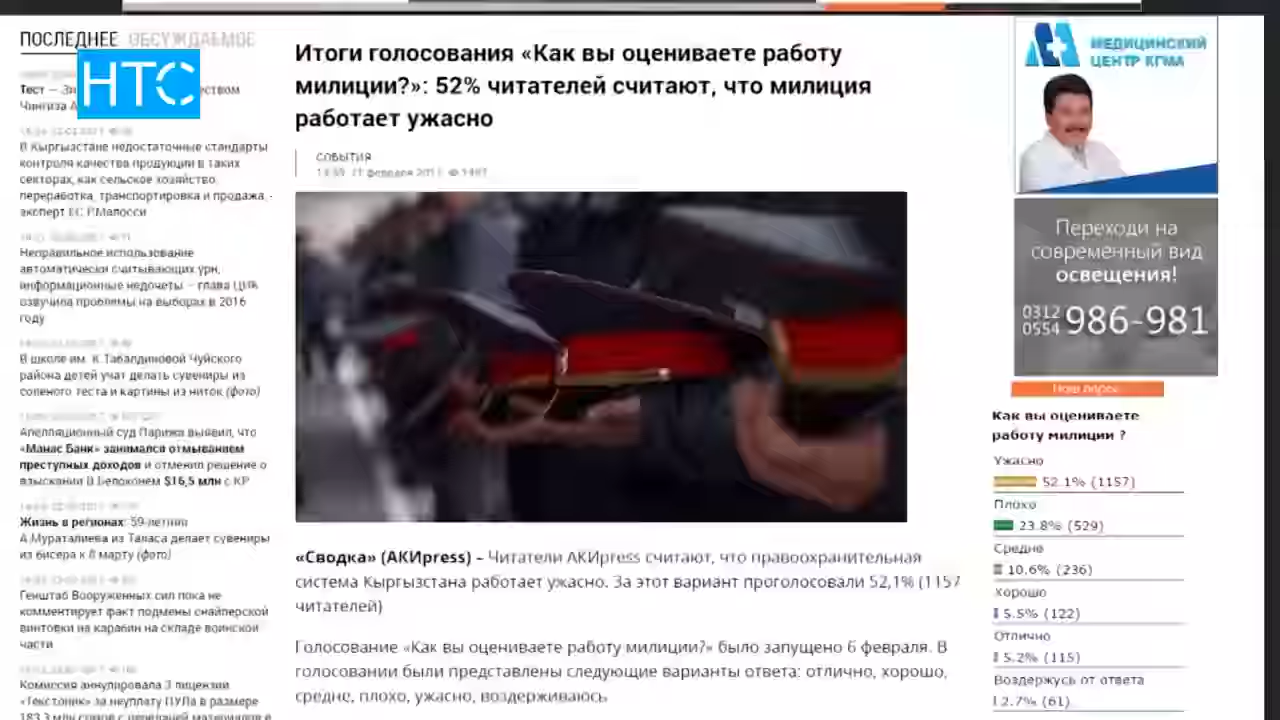 ПОСЛЕДНЕЕ ОБСУЖДАЕМОЕ
НТС
Тест —
Чингиза
В Кыргызстане недостаточные стандарты
контроля качества продукции в таких
секторах, как сельское хозяйство,
переработка, транспортировка и продажа, -
эксперт ЕС Р.Малосси
Неправильное использование
автоматически считывающих урн,
информационные недочеты – глава ЦИК
озвучила проблемы на выборах в 2016
году
В школе им. К.Табалдиновой Чуйского
района детей учат делать сувениры из
соленого теста и картины из ниток (фото)
Апелляционный суд Парижа выявил, что
«Манас Банк» занимался отмыванием
преступных доходов и отменил решение о
взыскании В.Белоконем $16,5 млн с КР
Жизнь в регионах: 59-летняя
А.Мураталиева из Таласа делает сувениры
из бисера к 8 марту (фото)
Генштаб Вооруженных сил пока не
комментирует факт подмены снайперской
винтовки на карабин на складе воинской
части
Комиссия аннулировала 3 лицензии
«Текстоник» за неуплату ПУЛа в размере
183,3 млн сомов с передачей материалов в
Итоги голосования «Как вы оцениваете работу
милиции?»: 52% читателей считают, что милиция
работает ужасно
СОБЫТИЯ
«Сводка» (АКИpress) – Читатели АКИpress считают, что правоохранительная
система Кыргызстана работает ужасно. За этот вариант проголосовали 52,1% (1157
читателей)
Голосование «Как вы оцениваете работу милиции?» было запущено 6 февраля. В
голосовании были представлены следующие варианты ответа: отлично, хорошо,
средне, плохо, ужасно, воздерживаюсь
МЕДИЦИНСКИЙ
ЦЕНТР КГМА
Переходи на
современный вид
освещения!
0312
0554 986-981
Наш опрос
Как вы оцениваете
работу милиции ?
Ужасно
52.1% (1157)
Плохо
23.8% (529)
Средне
10.6% (236)
Хорошо
5.5% (122)
Отлично
5.2% (115)
Воздержусь от ответа
2.7% (61)